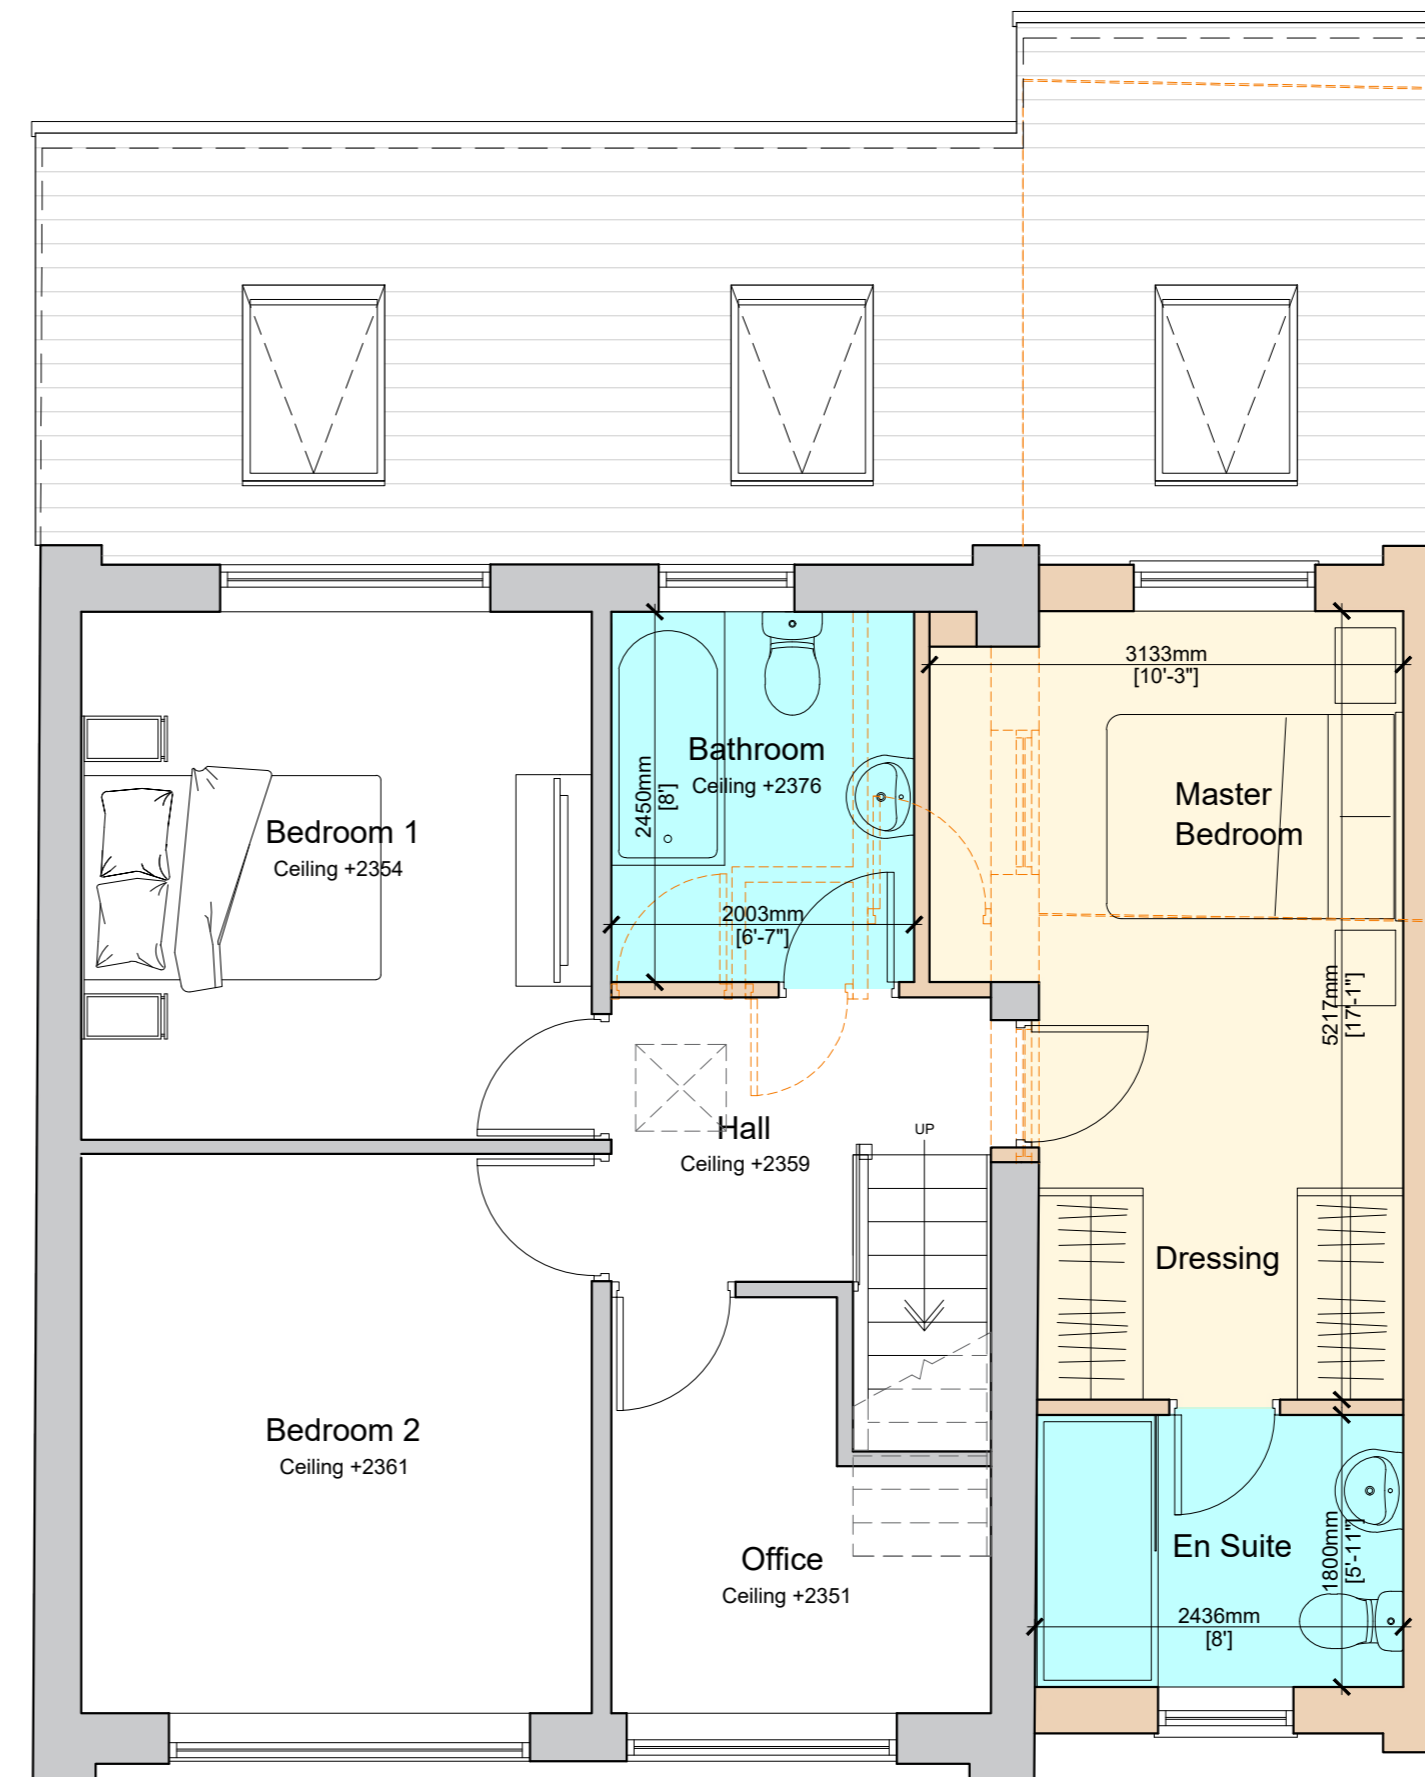 3133mm
[10'-3"]
Bathroom
Ceiling +2376
2450mm
[8']
Master
Bedroom
Bedroom 1
Ceiling +2354
2003mm
[6'-7"]
5217mm
[17'-1"]
Hall
Ceiling +2359
UP
Dressing
Bedroom 2
Ceiling +2361
Office
Ceiling +2351
En Suite
1800mm
[5'-11"]
2436mm
[8']